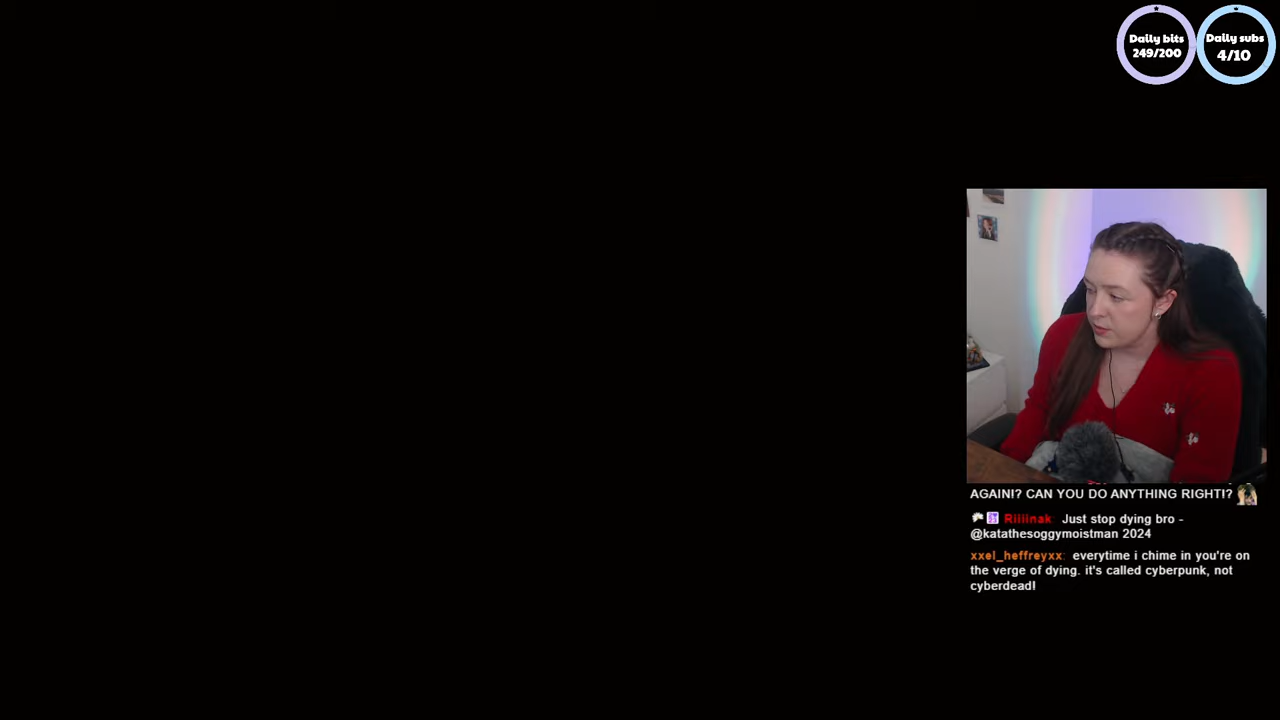 Daily bits
249/200
Daily subs
4/10
AGAIN!? CAN YOU DO ANYTHING RIGHT!?
Rillinak: Just stop dying bro -
@katathesoggymoistman 2024
xxel_heffreyxx: everytime i chime in you're on
the verge of dying. it's called cyberpunk, not
cyberdead!